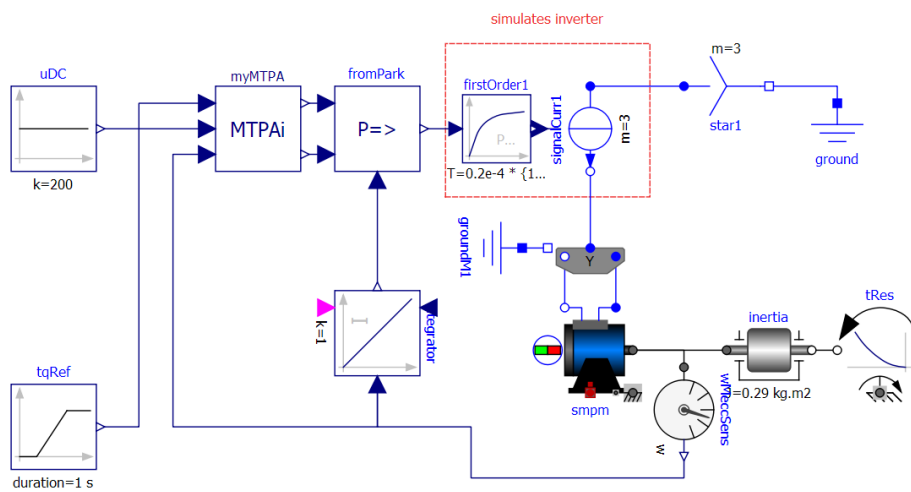 simulates inverter
uDC
myMTPA
fromPark
firstOrder1
m=3
MTPAi
P=>
P...
signalCurr1
m=3
star1
ground
k=200
T=0.2e-4 * {1...
groundM1
Y
tRes
inertia
k=1
I
tegrator
tqRef
smpm
wMeccSens
=0.29 kg.m2
w
duration=1 s